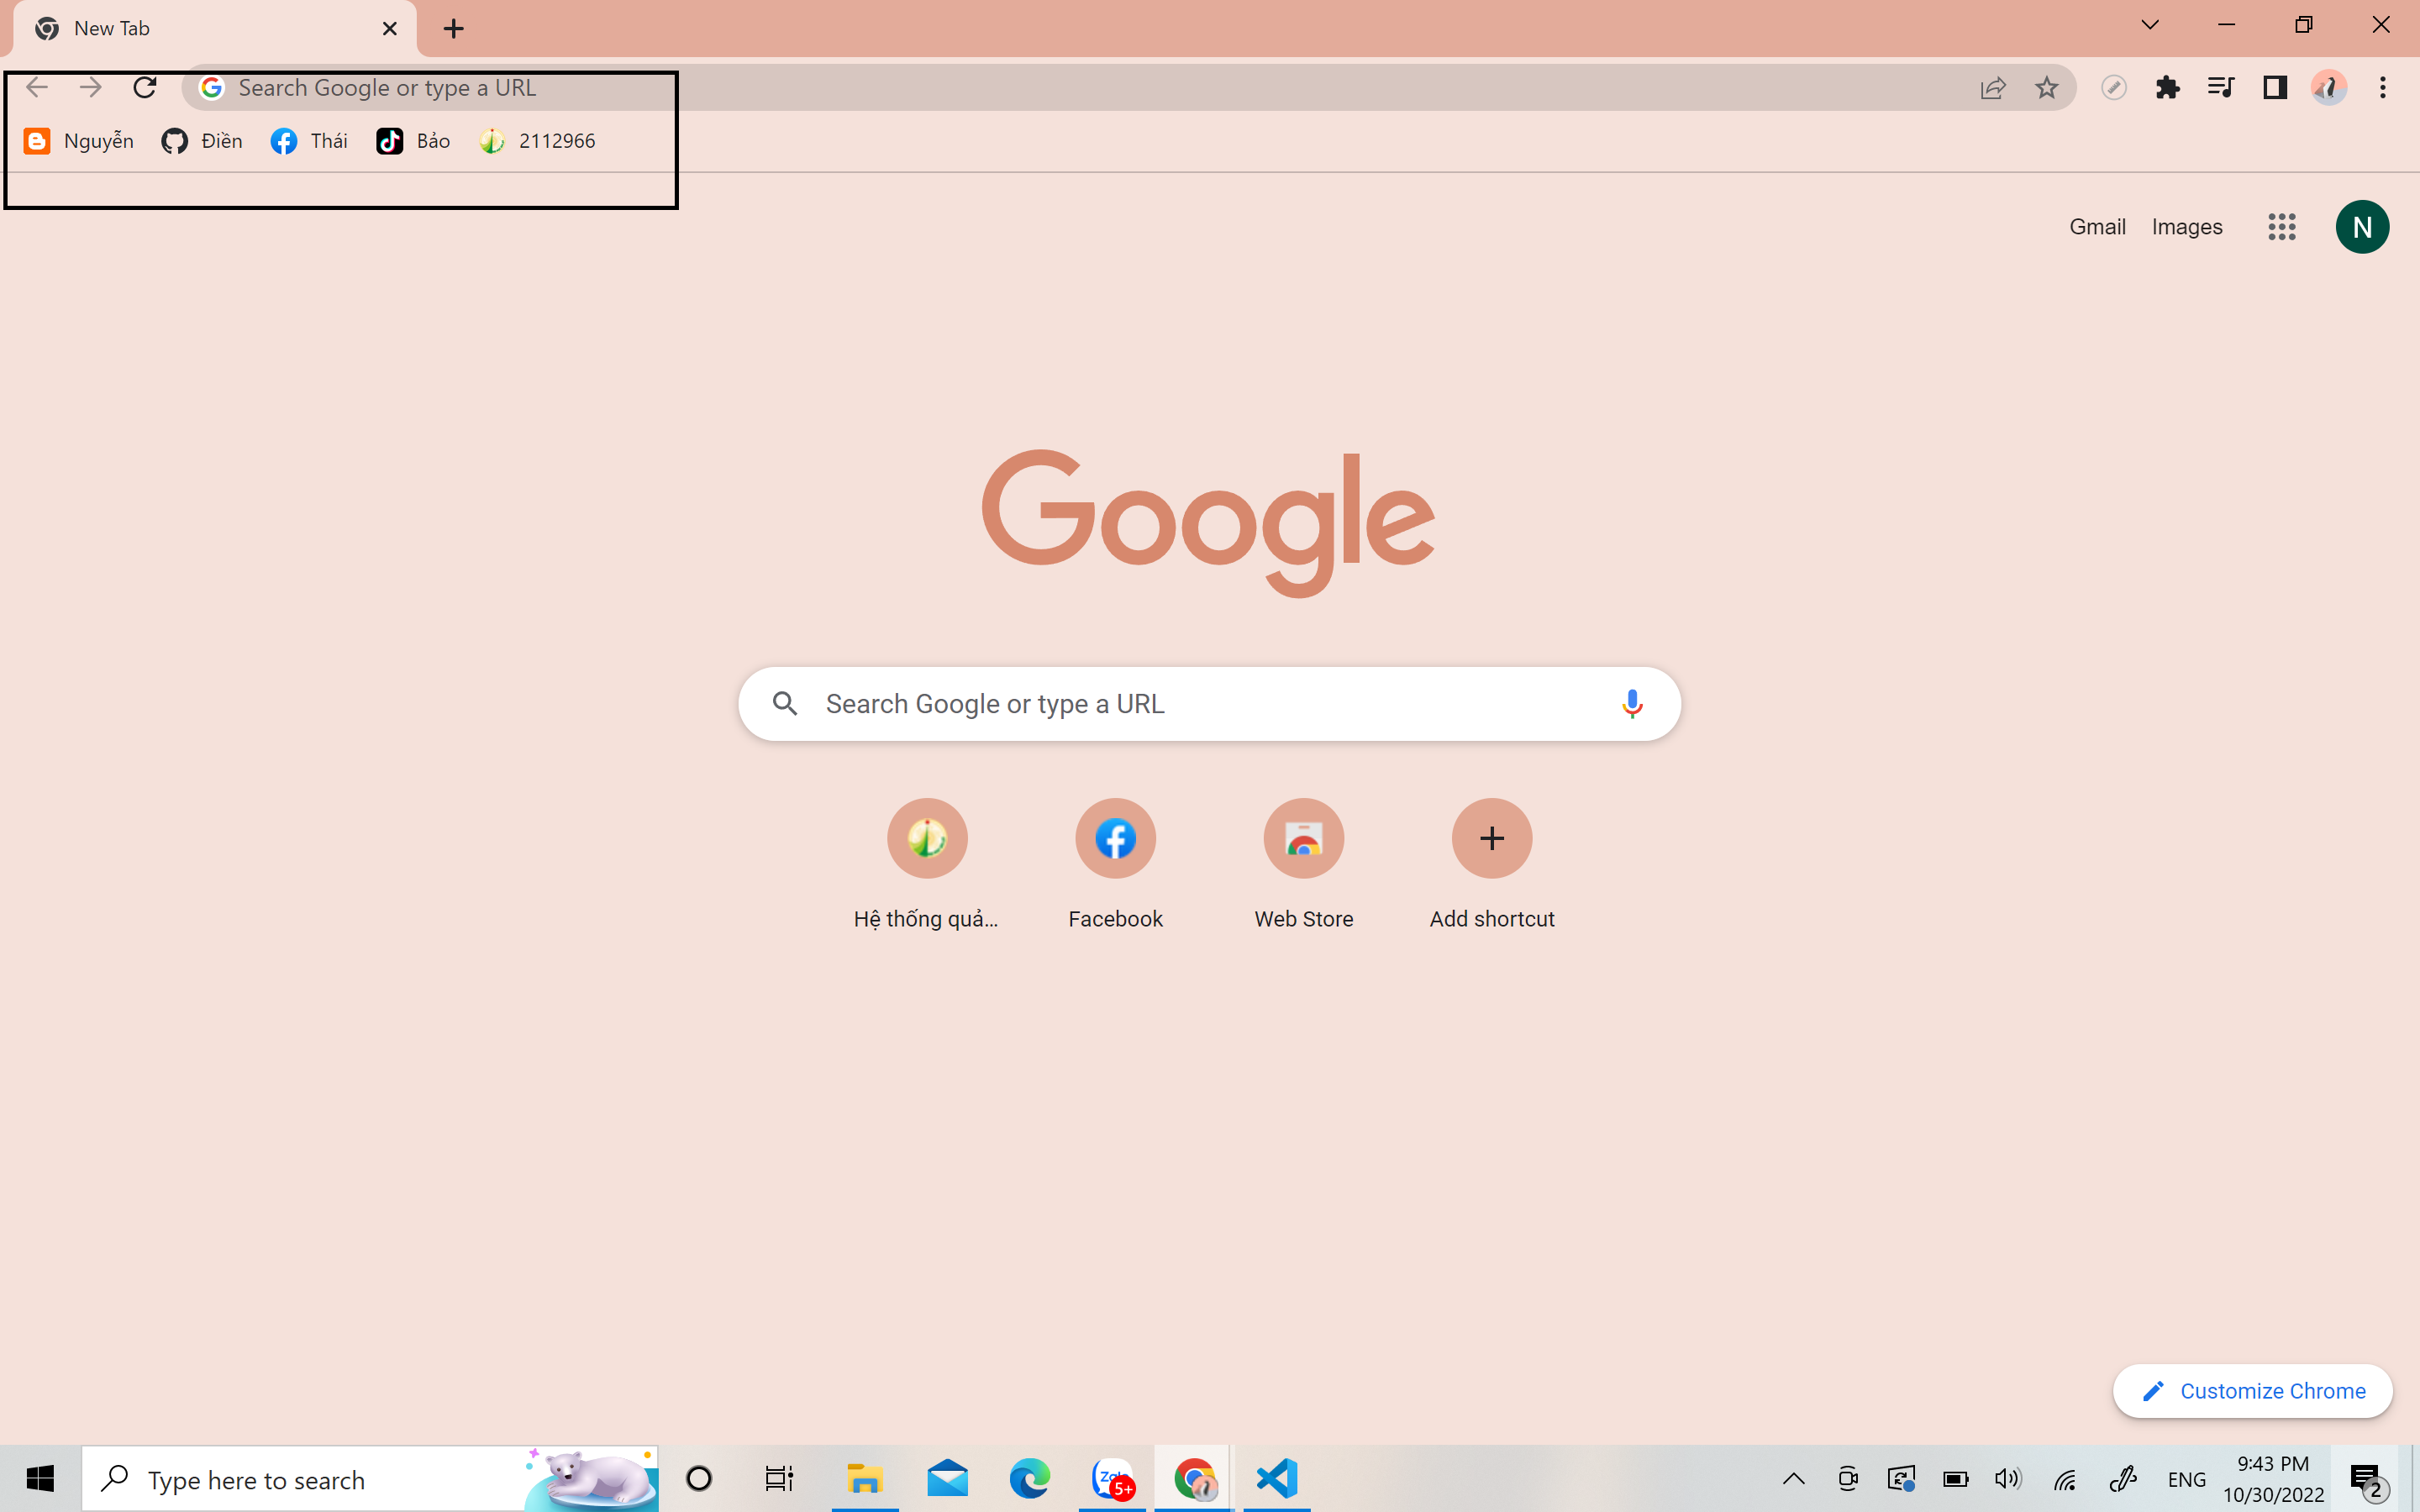 New Tab
Search Google or type a URL
Nguyễn Điền Thái Bảo 2112966
Gmail Images N
Google
Search Google or type a URL
Hệ thống quả... Facebook Web Store Add shortcut
Customize Chrome
Type here to search
Zalo 5+
ENG
9:43 PM
10/30/2022
2